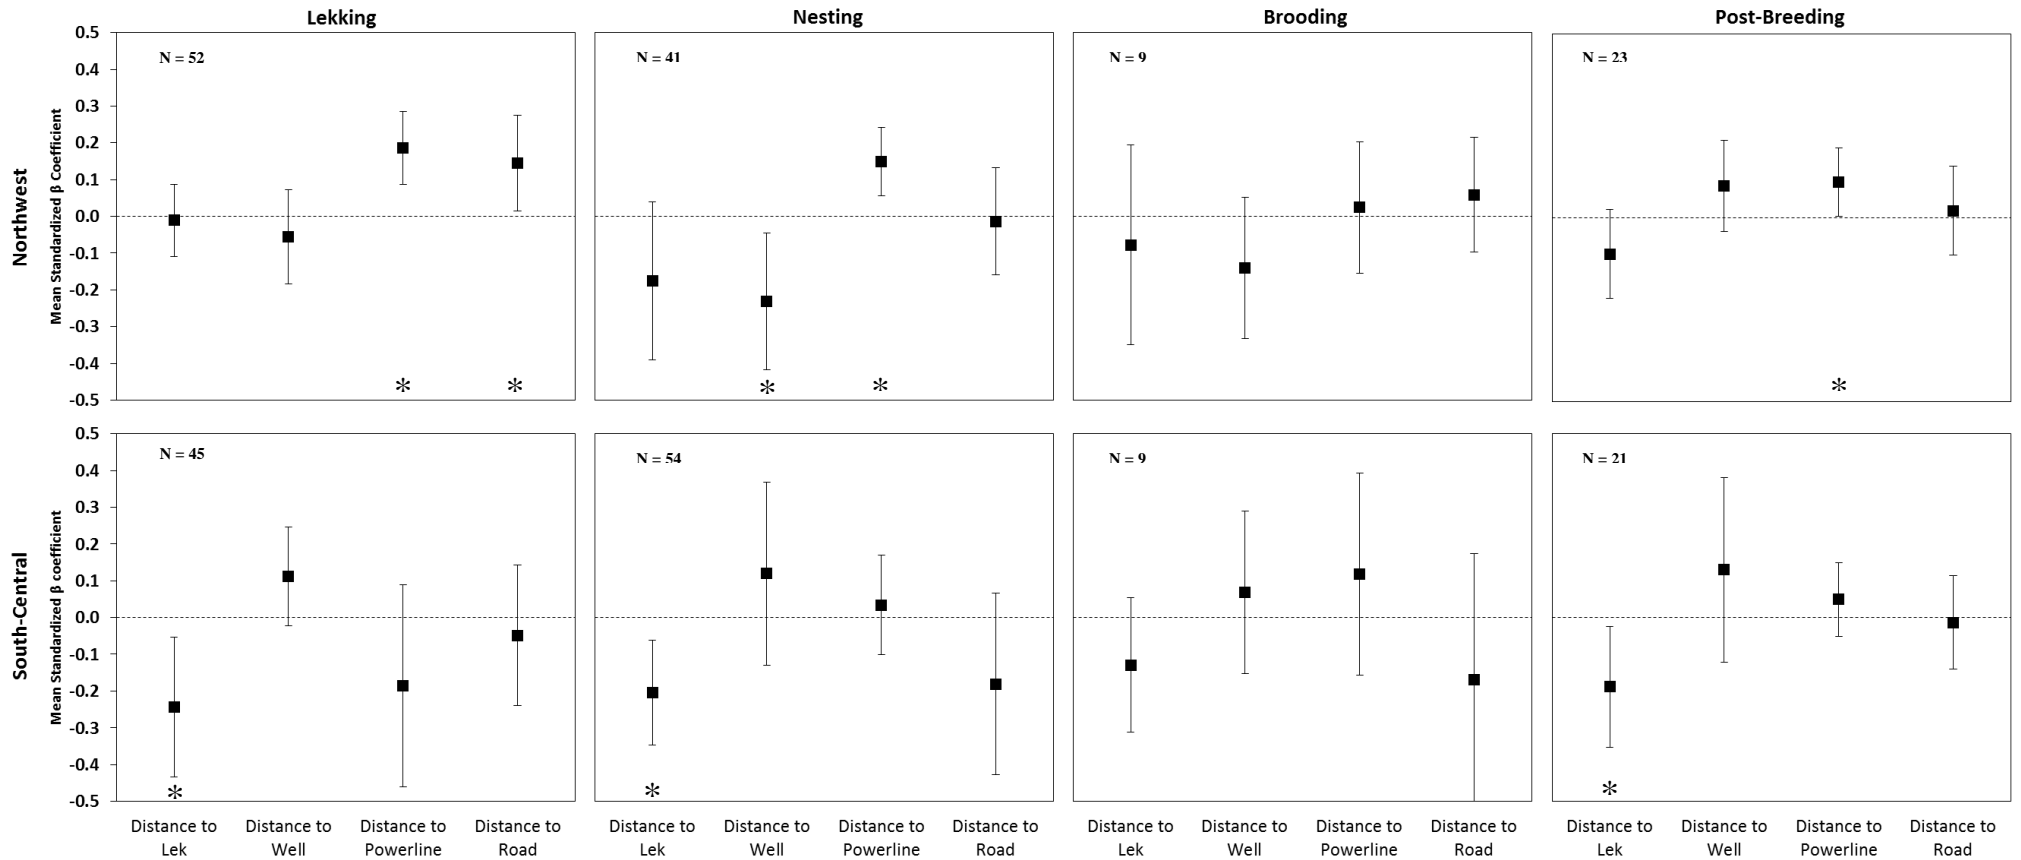 Lekking Nesting Brooding Post-Breeding
Northwest
Mean Standardized β Coefficient
0.5
0.4
0.3
0.2
0.1
0.0
-0.1
-0.2
-0.3
-0.4
-0.5
N = 52
* *
N = 41
* *
N = 9
N = 23
*
South-Central
Mean Standardized β coefficient
0.5
0.4
0.3
0.2
0.1
0.0
-0.1
-0.2
-0.3
-0.4
-0.5
N = 45
*
N = 54
*
N = 9
N = 21
*
Distance to Distance to Distance to Distance to Distance to Distance to Distance to Distance to Distance to Distance to Distance to Distance to Distance to Distance to Distance to Distance to
Lek Well Powerline Road Lek Well Powerline Road Lek Well Powerline Road Lek Well Powerline Road